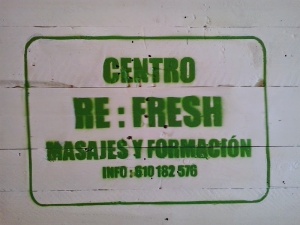 CENTRO
RE: FRESH
MASAJES Y FORMACIÓN
INFO: 610 182 576